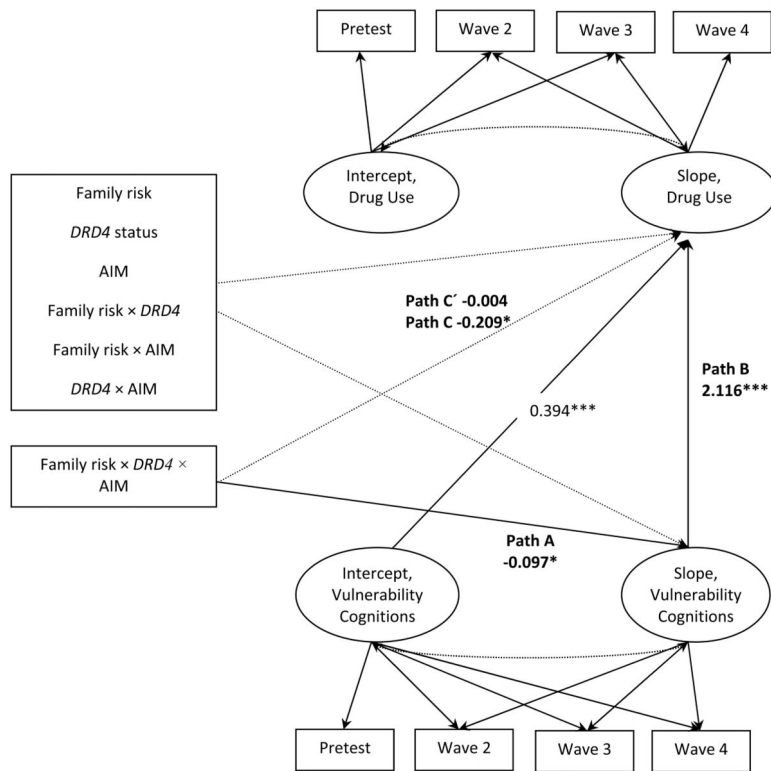 Pretest
Wave 2
Wave 3
Wave 4
Intercept,
Drug Use
Slope,
Drug Use
Family risk
DRD4 status
AIM
Family risk × DRD4
Family risk × AIM
DRD4 × AIM
Path C´ -0.004
Path C -0.209*
Path B
2.116***
0.394***
Family risk × DRD4 ×
AIM
Path A
-0.097*
Intercept,
Vulnerability
Cognitions
Slope,
Vulnerability
Cognitions
Pretest
Wave 2
Wave 3
Wave 4